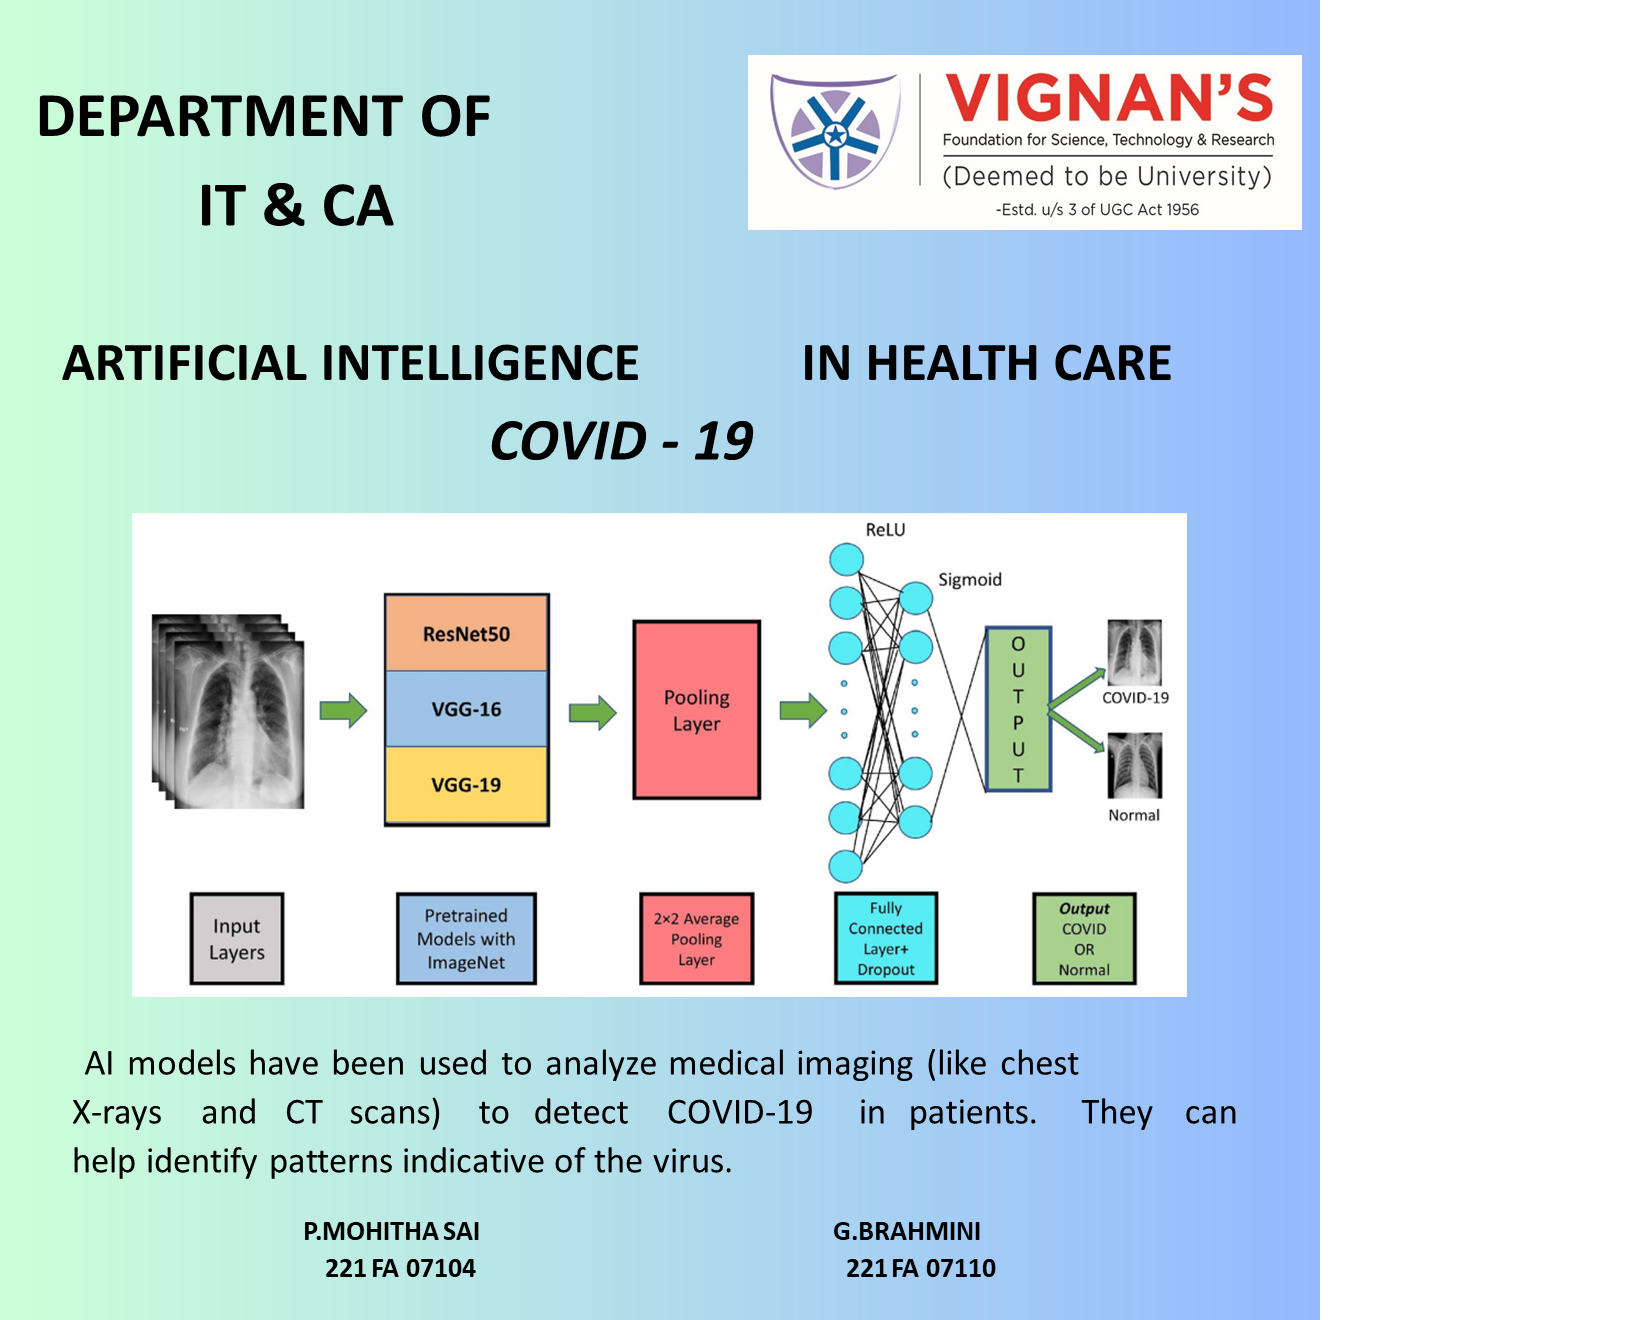 DEPARTMENT OF
IT & CA
VIGNAN'S
Foundation for Science, Technology & Research
(Deemed to be University)
-Estd. u/s 3 of UGC Act 1956
ARTIFICIAL INTELLIGENCE IN HEALTH CARE
COVID - 19
ReLU
Sigmoid
ResNet50
VGG-16
VGG-19
Pooling
Layer
O
U
T
P
U
T
COVID-19
Normal
Input
Layers
Pretrained
Models with
ImageNet
2×2 Average
Pooling
Layer
Fully
Connected
Layer+
Dropout
Output
COVID
OR
Normal
AI models have been used to analyze medical imaging (like chest
X-rays and CT scans) to detect COVID-19 in patients. They can
help identify patterns indicative of the virus.
P.MOHITHA SAI G.BRAHMINI
221 FA 07104 221 FA 07110